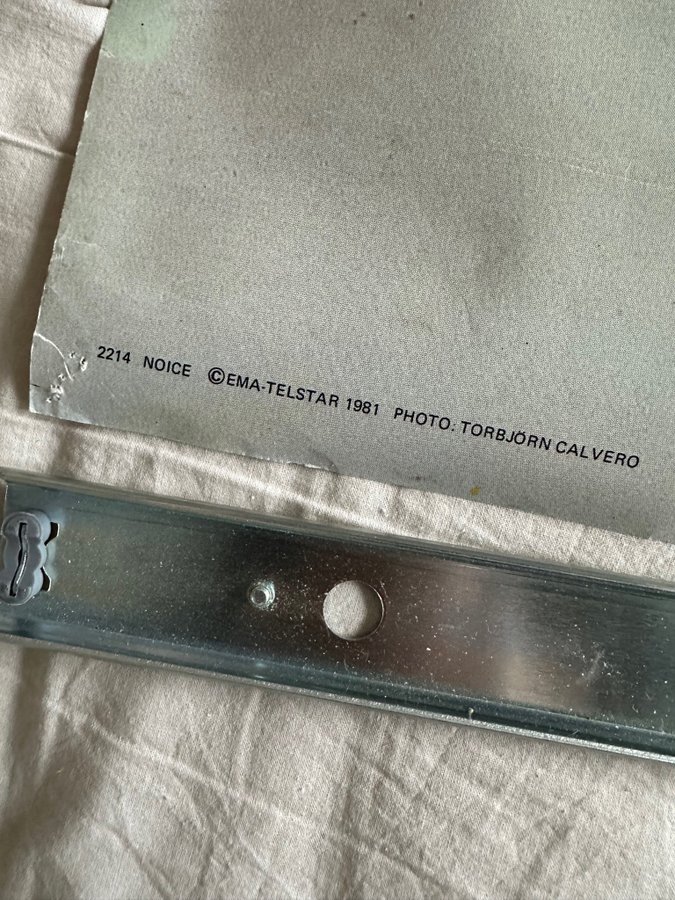 2214 NOICE ©EMA-TELSTAR 1981 PHOTO: TORBJÖRN CALVERO